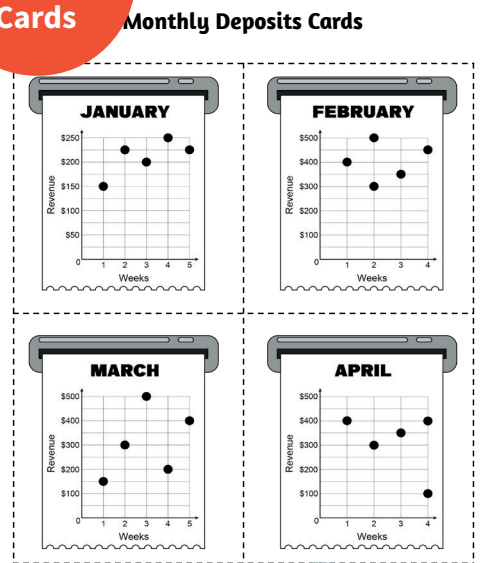 Cards
Monthly Deposits Cards
JANUARY
$250
$200
$150
$100
$50
0
Revenue
1 2 3 4 5
Weeks
FEBRUARY
$500
$400
$300
$200
$100
0
Revenue
1 2 3 4
Weeks
MARCH
$500
$400
$300
$200
$100
0
Revenue
1 2 3 4 5
Weeks
APRIL
$500
$400
$300
$200
$100
0
Revenue
1 2 3 4
Weeks